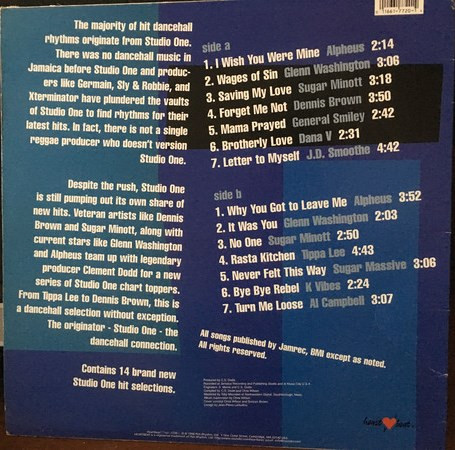 The majority of hit dancehall
rhythms originate from Studio One.
There was no dancehall music in
Jamaica before Studio One and produc-
ers like Germain, Sly & Robbie, and
Xterminator have plundered the vaults
of Studio One to find rhythms for their
latest hits. In fact, there is not a single
reggae producer who doesn't version
Studio One.
Despite the rush, Studio One
is still pumping out its own share of
new hits. Veteran artists like Dennis
Brown and Sugar Minott, along with
current stars like Glenn Washington
and Alpheus team up with legendary
producer Clement Dodd for a new
series of Studio One chart toppers.
From Tippa Lee to Dennis Brown, this is
a dancehall selection without exception.
The originator - Studio One - the
dancehall connection.
Contains 14 brand new
Studio One hit selections.
side a
1. I Wish You Were Mine Alpheus 2:14
2. Wages of Sin Glenn Washington 3:06
3. Saving My Love Sugar Minott 3:18
4. Forget Me Not Dennis Brown 3:50
5. Mama Prayed General Smiley 2:42
6. Brotherly Love Dana V 2:31
7. Letter to Myself J.D. Smoothe 4:42
side b
1. Why You Got to Leave Me Alpheus 3:52
2. It Was You Glenn Washington 2:03
3. No One Sugar Minott 2:50
4. Rasta Kitchen Tippa Lee 4:43
5. Never Felt This Way Sugar Massive 3:06
6. Bye Bye Rebel K Vibes 2:24
7. Turn Me Loose Al Campbell 3:07
All songs published by Jamrec, BMI except as noted.
All rights reserved.
heartbeat